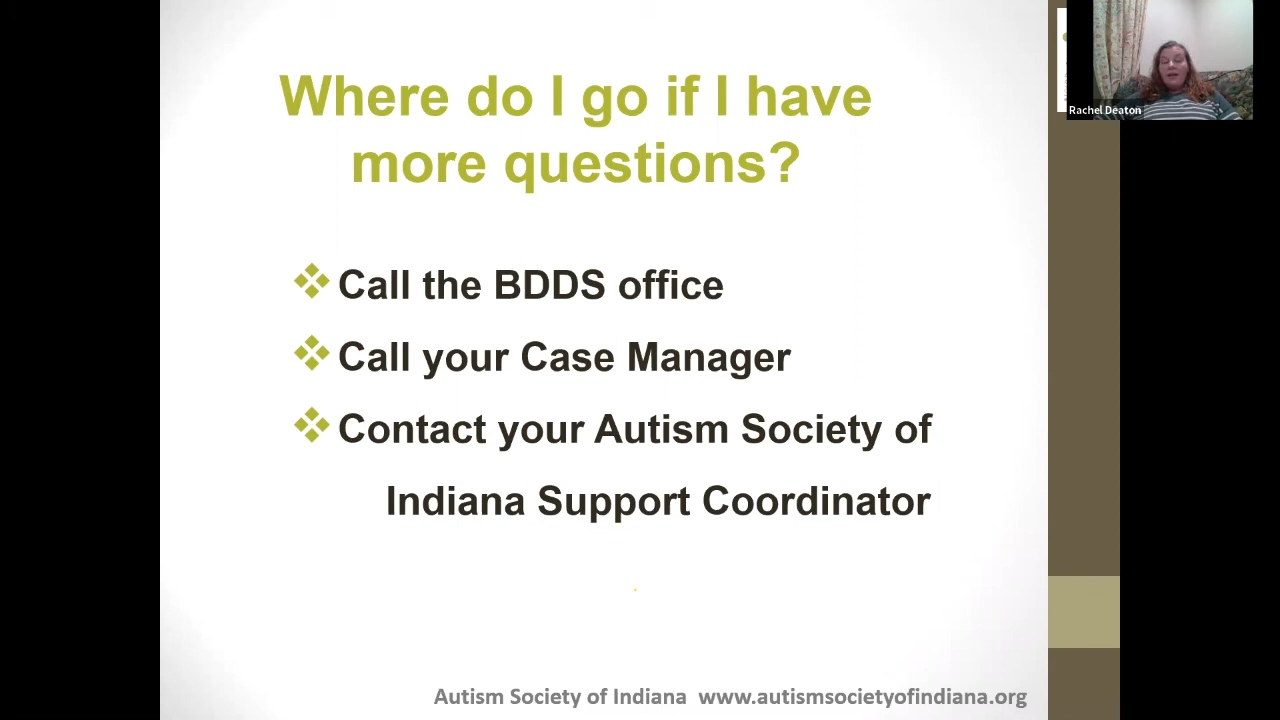 Where do I go if I have
more questions?
Call the BDDS office
Call your Case Manager
Contact your Autism Society of
Indiana Support Coordinator
Autism Society of Indiana www.autismsocietyofindiana.org
Rachel Deaton